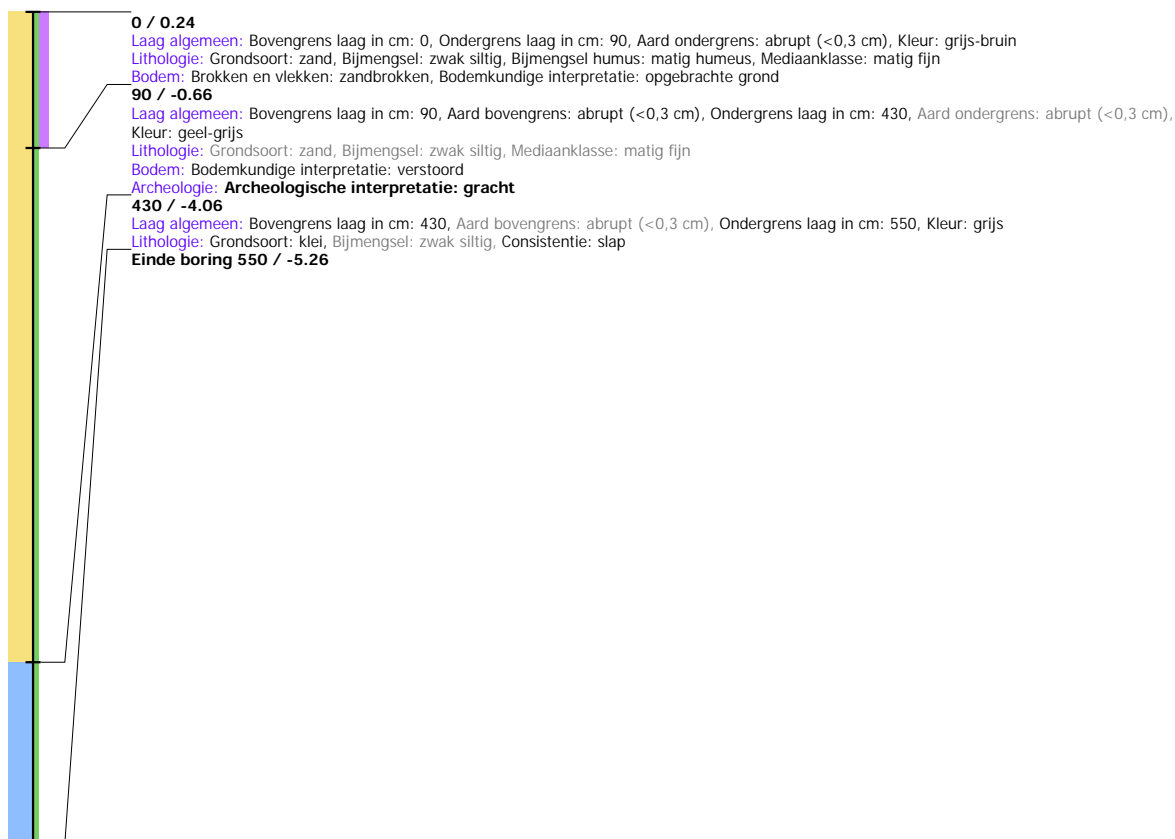 0 / 0.24
Laag algemeen: Bovengrens laag in cm: 0, Ondergrens laag in cm: 90, Aard ondergrens: abrupt (<0,3 cm), Kleur: grijs-bruin
Lithologie: Grondsoort: zand, Bijmengsel: zwak siltig, Bijmengsel humus: matig humeus, Mediaanklasse: matig fijn
Bodem: Brokken en vlekken: zandbrokken, Bodemkundige interpretatie: opgebrachte grond
90 / -0.66
Laag algemeen: Bovengrens laag in cm: 90, Aard bovengrens: abrupt (<0,3 cm), Ondergrens laag in cm: 430, Aard ondergrens: abrupt (<0,3 cm),
Kleur: geel-grijs
Lithologie: Grondsoort: zand, Bijmengsel: zwak siltig, Mediaanklasse: matig fijn
Bodem: Bodemkundige interpretatie: verstoord
Archeologie: Archeologische interpretatie: gracht
430 / -4.06
Laag algemeen: Bovengrens laag in cm: 430, Aard bovengrens: abrupt (<0,3 cm), Ondergrens laag in cm: 550, Kleur: grijs
Lithologie: Grondsoort: klei, Bijmengsel: zwak siltig, Consistentie: slap
Einde boring 550 / -5.26